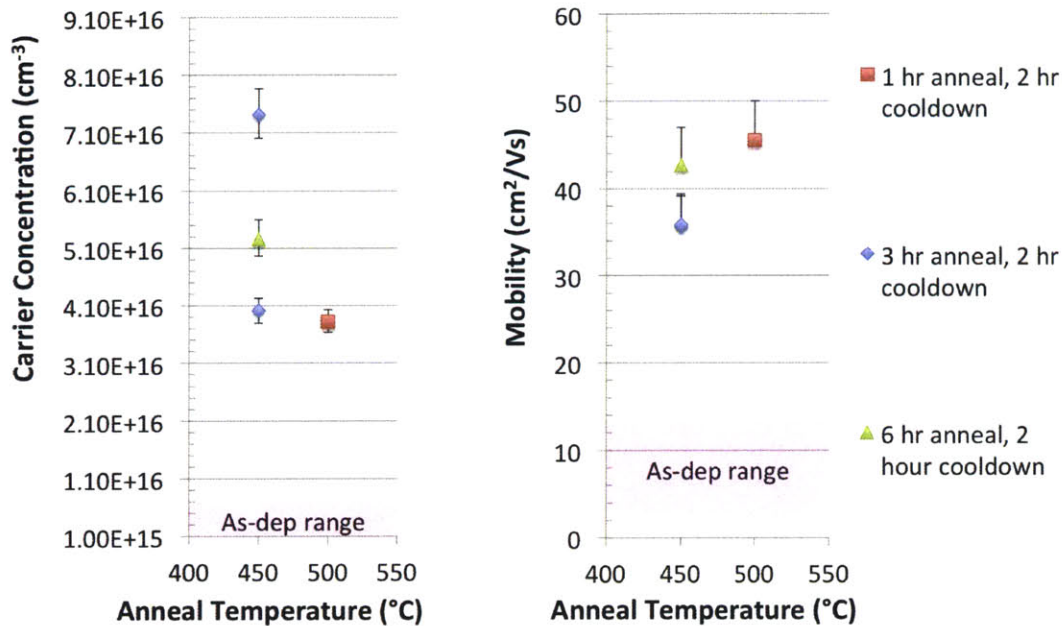 Carrier Concentration (cm-3)
9.10E+16
8.10E+16
7.10E+16
6.10E+16
5.10E+16
4.10E+16
3.10E+16
2.10E+16
1.10E+16
1.00E+15
As-dep range
400 450 500 550
Anneal Temperature (°C)
Mobility (cm2/Vs)
60
50
40
30
20
10
0
As-dep range
400 450 500 550
Anneal Temperature (°C)
1 hr anneal, 2 hr
cooldown
3 hr anneal, 2 hr
cooldown
6 hr anneal, 2
hour cooldown